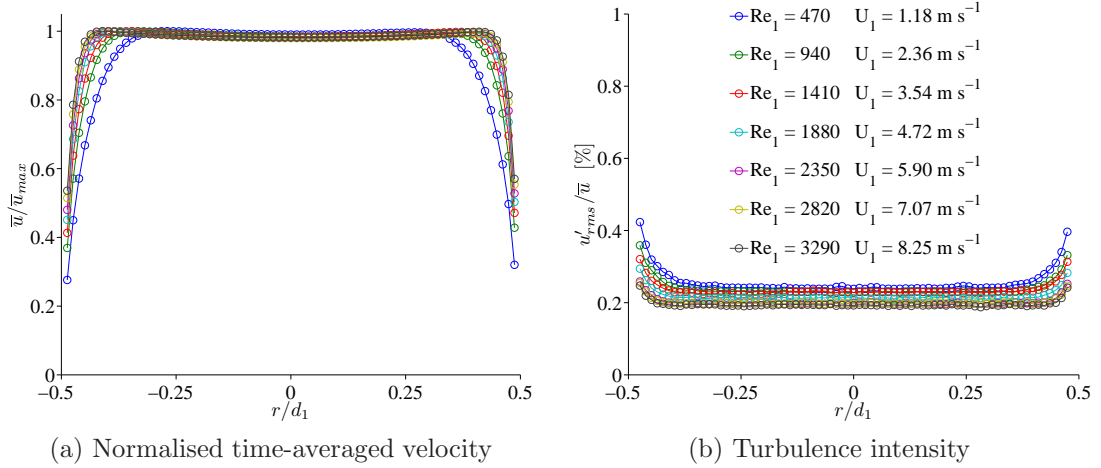 1
0.8
0.6
0.4
0.2
0
u̅/u̅max
−0.5 −0.25 0 0.25 0.5
r/d1
(a) Normalised time-averaged velocity
1
0.8
0.6
0.4
0.2
0
u′rms/u̅ [%]
Re1 = 470 U1 = 1.18 m s−1
Re1 = 940 U1 = 2.36 m s−1
Re1 = 1410 U1 = 3.54 m s−1
Re1 = 1880 U1 = 4.72 m s−1
Re1 = 2350 U1 = 5.90 m s−1
Re1 = 2820 U1 = 7.07 m s−1
Re1 = 3290 U1 = 8.25 m s−1
−0.5 −0.25 0 0.25 0.5
r/d1
(b) Turbulence intensity